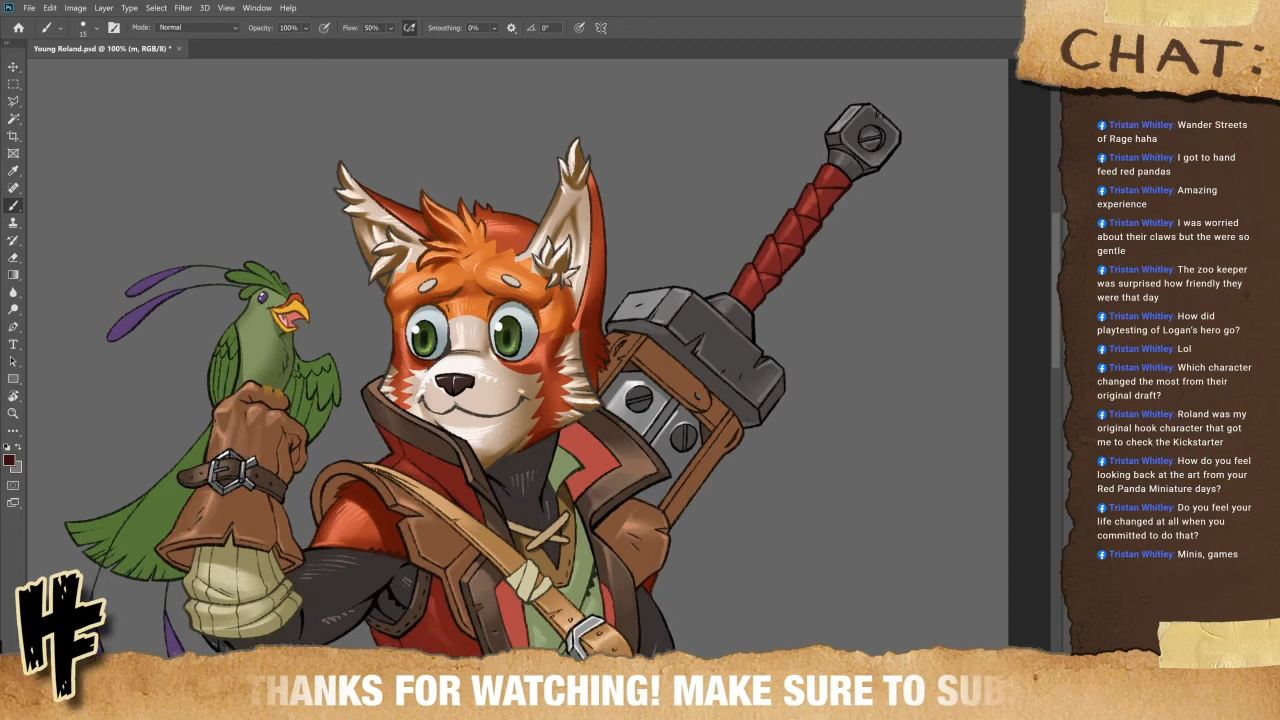 Ps File Edit Image Layer Type Select Filter 3D View Window Help
15 Mode: Normal Opacity: 100% Flow: 50% Smoothing: 0% 0°
Young Roland.psd @ 100% (m, RGB/8) * ×
CHAT:
Tristan Whitley: Wander Streets
of Rage haha
Tristan Whitley: I got to hand
feed red pandas
Tristan Whitley: Amazing
experience
Tristan Whitley: I was worried
about their claws but the were so
gentle
Tristan Whitley: The zoo keeper
was surprised how friendly they
were that day
Tristan Whitley: How did
playtesting of Logan's hero go?
Tristan Whitley: Lol
Tristan Whitley: Which character
changed the most from their
original draft?
Tristan Whitley: Roland was my
original hook character that got
me to check the Kickstarter
Tristan Whitley: How do you feel
looking back at the art from your
Red Panda Miniature days?
Tristan Whitley: Do you feel your
life changed at all when you
committed to do that?
Tristan Whitley: Minis, games
HF
THANKS FOR WATCHING! MAKE SURE TO SUB